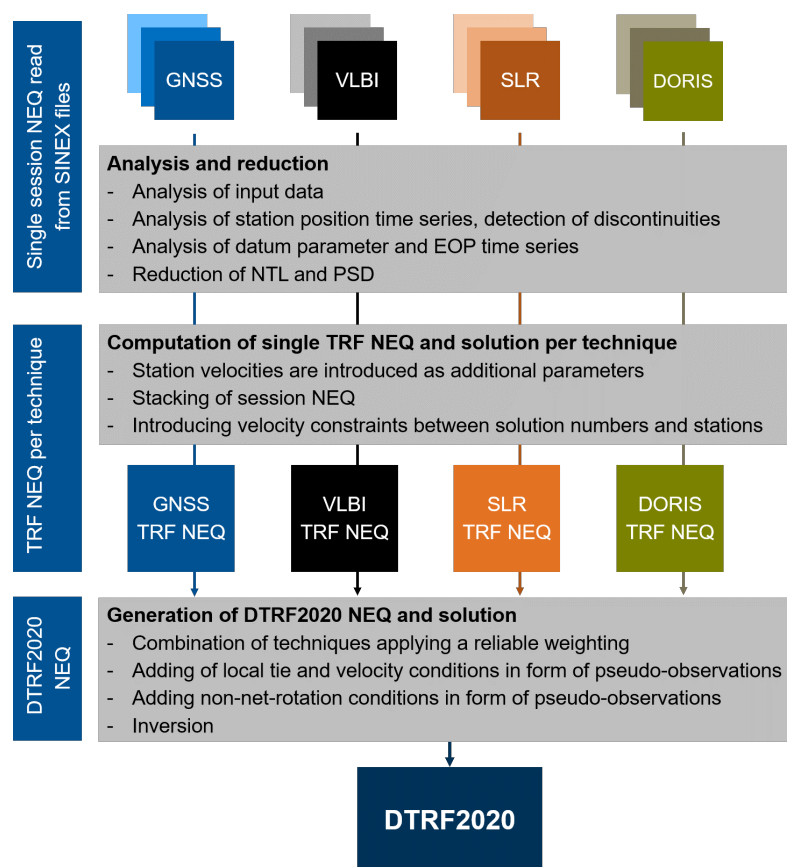 Single session NEQ read
from SINEX files
GNSS
VLBI
SLR
DORIS
Analysis and reduction
- Analysis of input data
- Analysis of station position time series, detection of discontinuities
- Analysis of datum parameter and EOP time series
- Reduction of NTL and PSD
TRF NEQ per technique
Computation of single TRF NEQ and solution per technique
- Station velocities are introduced as additional parameters
- Stacking of session NEQ
- Introducing velocity constraints between solution numbers and stations
GNSS
TRF NEQ
VLBI
TRF NEQ
SLR
TRF NEQ
DORIS
TRF NEQ
DTRF2020
NEQ
Generation of DTRF2020 NEQ and solution
- Combination of techniques applying a reliable weighting
- Adding of local tie and velocity conditions in form of pseudo-observations
- Adding non-net-rotation conditions in form of pseudo-observations
- Inversion
DTRF2020